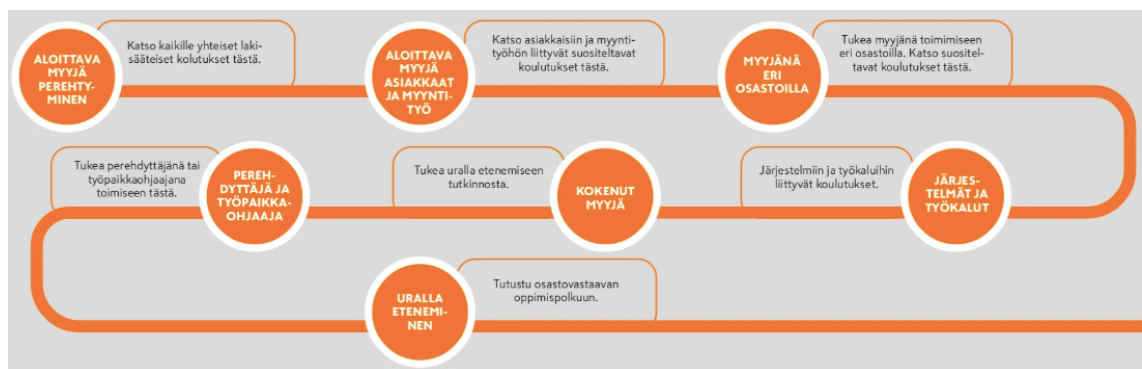 ALOITTAVA
MYYJÄ
PEREHTY-
MINEN
Katso kaikille yhteiset laki-
sääteiset kolutukset tästä.
ALOITTAVA
MYYJÄ
ASIAKKAAT
JA MYYNTI-
TYÖ
Katso asiakkaisiin ja myynti-
työhön liittyvät suositeltavat
koulutukset tästä.
MYYJÄNÄ
ERI
OSASTOILLA
Tukea myyjänä toimimiseen
eri osastoilla. Katso suositel-
tavat koulutukset tästä.
JÄRJES-
TELMÄT JA
TYÖKALUT
Järjestelmiin ja työkaluihin
liittyvät koulutukset.
KOKENUT
MYYJÄ
Tukea uralla etenemiseen
tutkinnosta.
PEREH-
DYTTÄJÄ JA
TYÖPAIKKA-
OHJAAJA
Tukea perehdyttäjänä tai
työpaikkaohjaajana
toimiseen tästä.
URALLA
ETENEMI-
NEN
Tutustu osastovastaavan
oppimispolkuun.